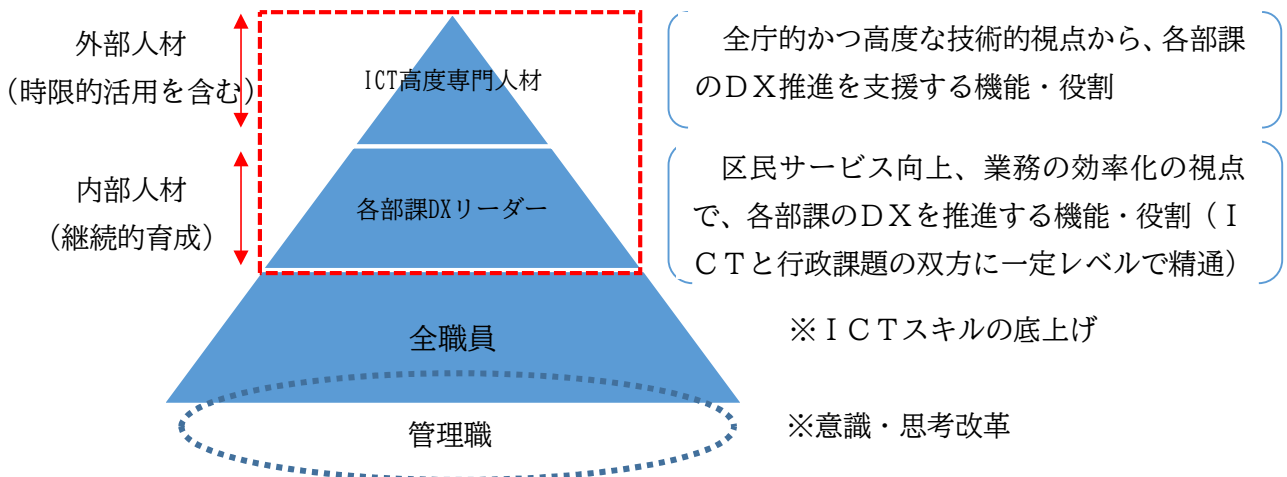 外部人材
(時限的活用を含む)
ICT高度専門人材
全庁的かつ高度な技術的視点から、各部課
のＤＸ推進を支援する機能・役割
内部人材
(継続的育成)
各部課DXリーダー
区民サービス向上、業務の効率化の視点
で、各部課のＤＸを推進する機能・役割（Ｉ
ＣＴと行政課題の双方に一定レベルで精通）
全職員
※ＩＣＴスキルの底上げ
管理職
※意識・思考改革